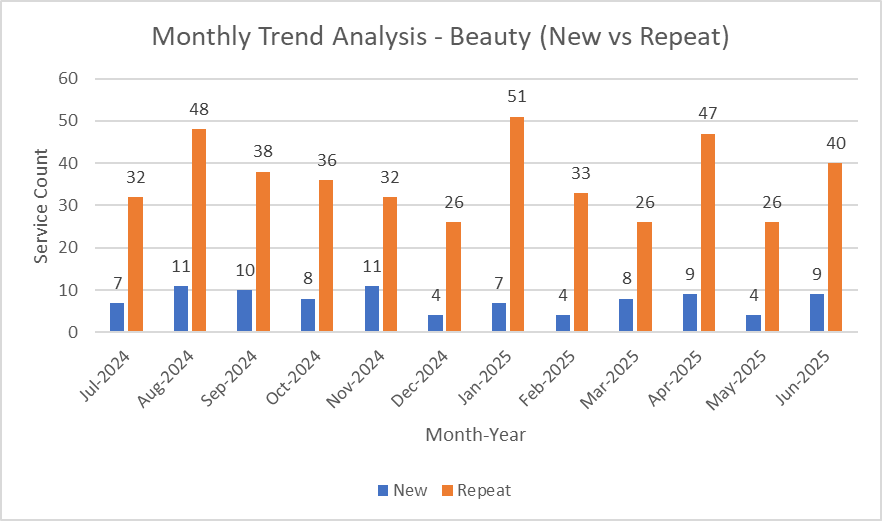 Monthly Trend Analysis - Beauty (New vs Repeat)
Service Count
60
50
40
30
20
10
0
7
32
11
48
10
38
8
36
11
32
4
26
7
51
4
33
8
26
9
47
4
26
9
40
Jul-2024
Aug-2024
Sep-2024
Oct-2024
Nov-2024
Dec-2024
Jan-2025
Feb-2025
Mar-2025
Apr-2025
May-2025
Jun-2025
Month-Year
New
Repeat